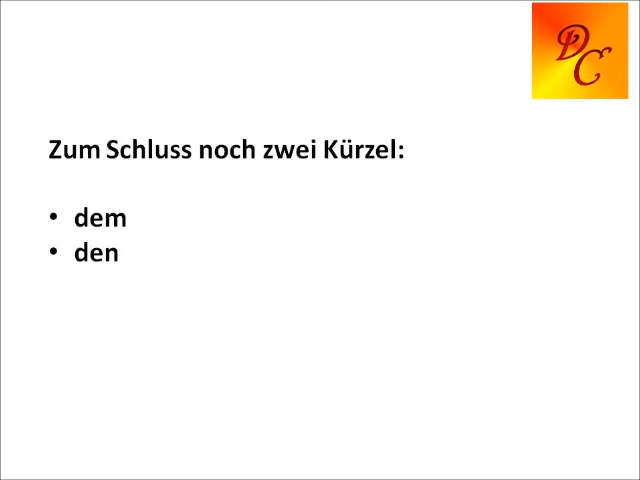 DC
Zum Schluss noch zwei Kürzel:
• dem
• den